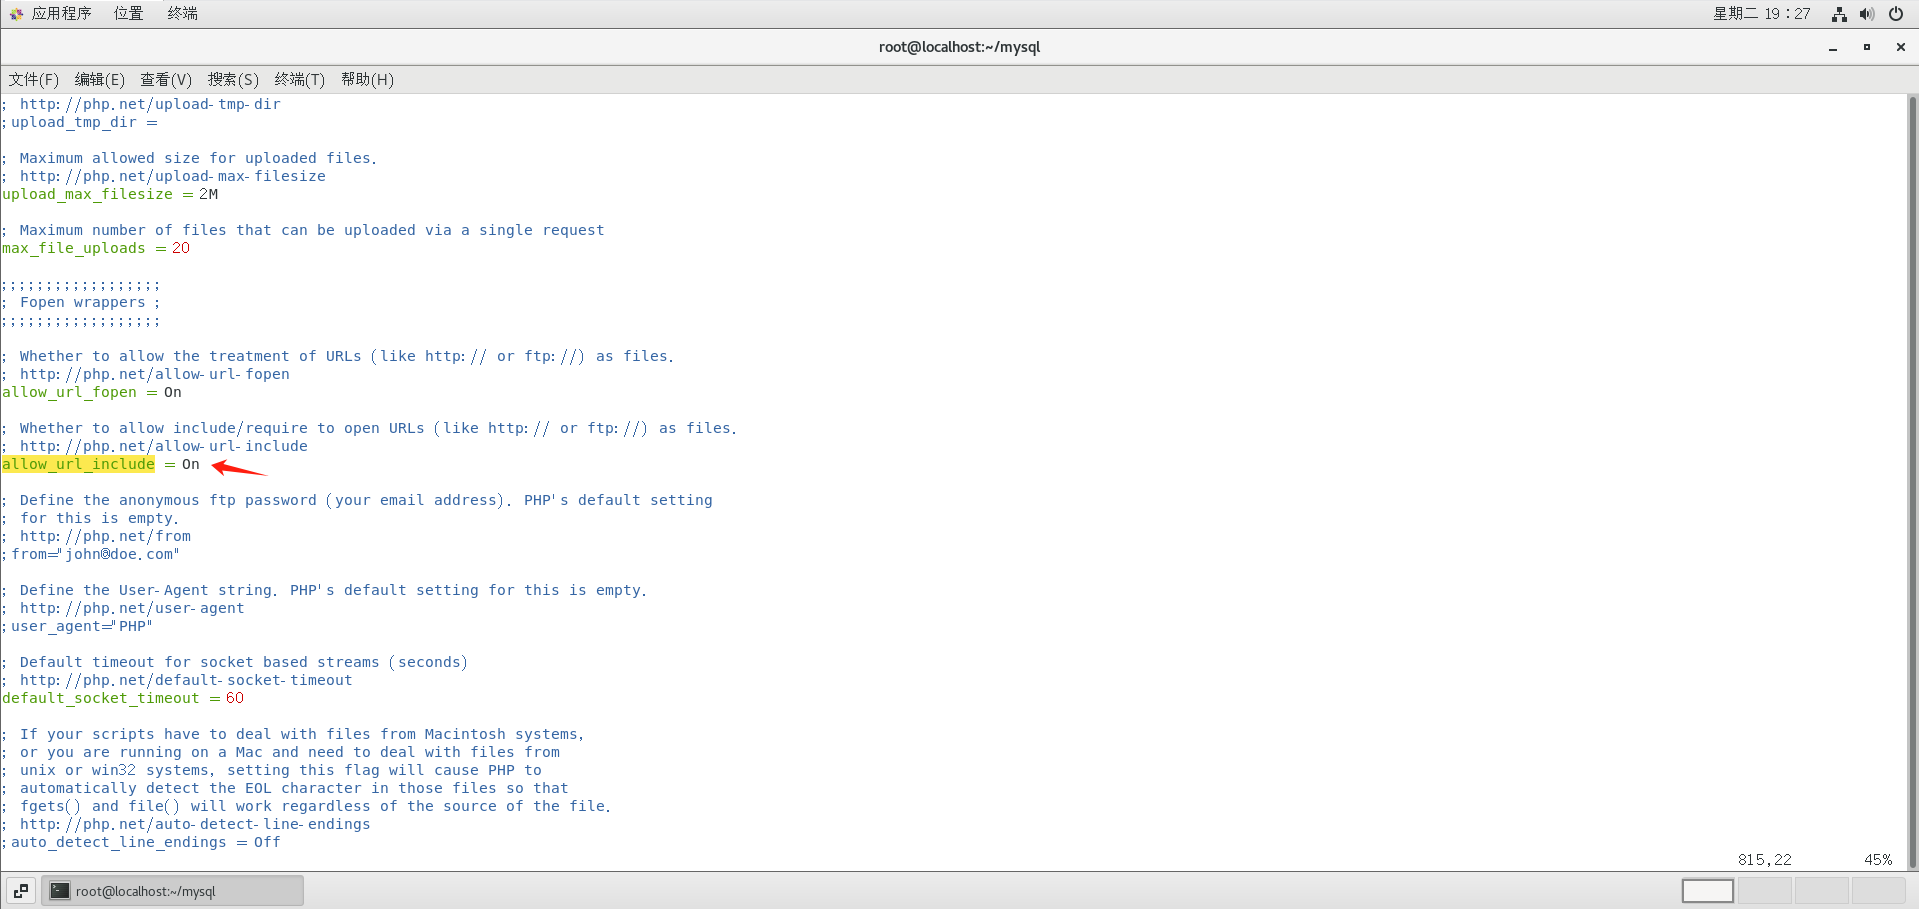 应用程序 位置 终端 星期二 19：27
root@localhost:~/mysql
文件(F) 编辑(E) 查看(V) 搜索(S) 终端(T) 帮助(H)
; http://php.net/upload-tmp-dir
;upload_tmp_dir =
; Maximum allowed size for uploaded files.
; http://php.net/upload-max-filesize
upload_max_filesize = 2M
; Maximum number of files that can be uploaded via a single request
max_file_uploads = 20
;;;;;;;;;;;;;;;;;;
; Fopen wrappers ;
;;;;;;;;;;;;;;;;;;
; Whether to allow the treatment of URLs (like http:// or ftp://) as files.
; http://php.net/allow-url-fopen
allow_url_fopen = On
; Whether to allow include/require to open URLs (like http:// or ftp://) as files.
; http://php.net/allow-url-include
allow_url_include = On
; Define the anonymous ftp password (your email address). PHP's default setting
; for this is empty.
; http://php.net/from
;from="john@doe.com"
; Define the User-Agent string. PHP's default setting for this is empty.
; http://php.net/user-agent
;user_agent="PHP"
; Default timeout for socket based streams (seconds)
; http://php.net/default-socket-timeout
default_socket_timeout = 60
; If your scripts have to deal with files from Macintosh systems,
; or you are running on a Mac and need to deal with files from
; unix or win32 systems, setting this flag will cause PHP to
; automatically detect the EOL character in those files so that
; fgets() and file() will work regardless of the source of the file.
; http://php.net/auto-detect-line-endings
;auto_detect_line_endings = Off
815,22 45%
root@localhost:~/mysql